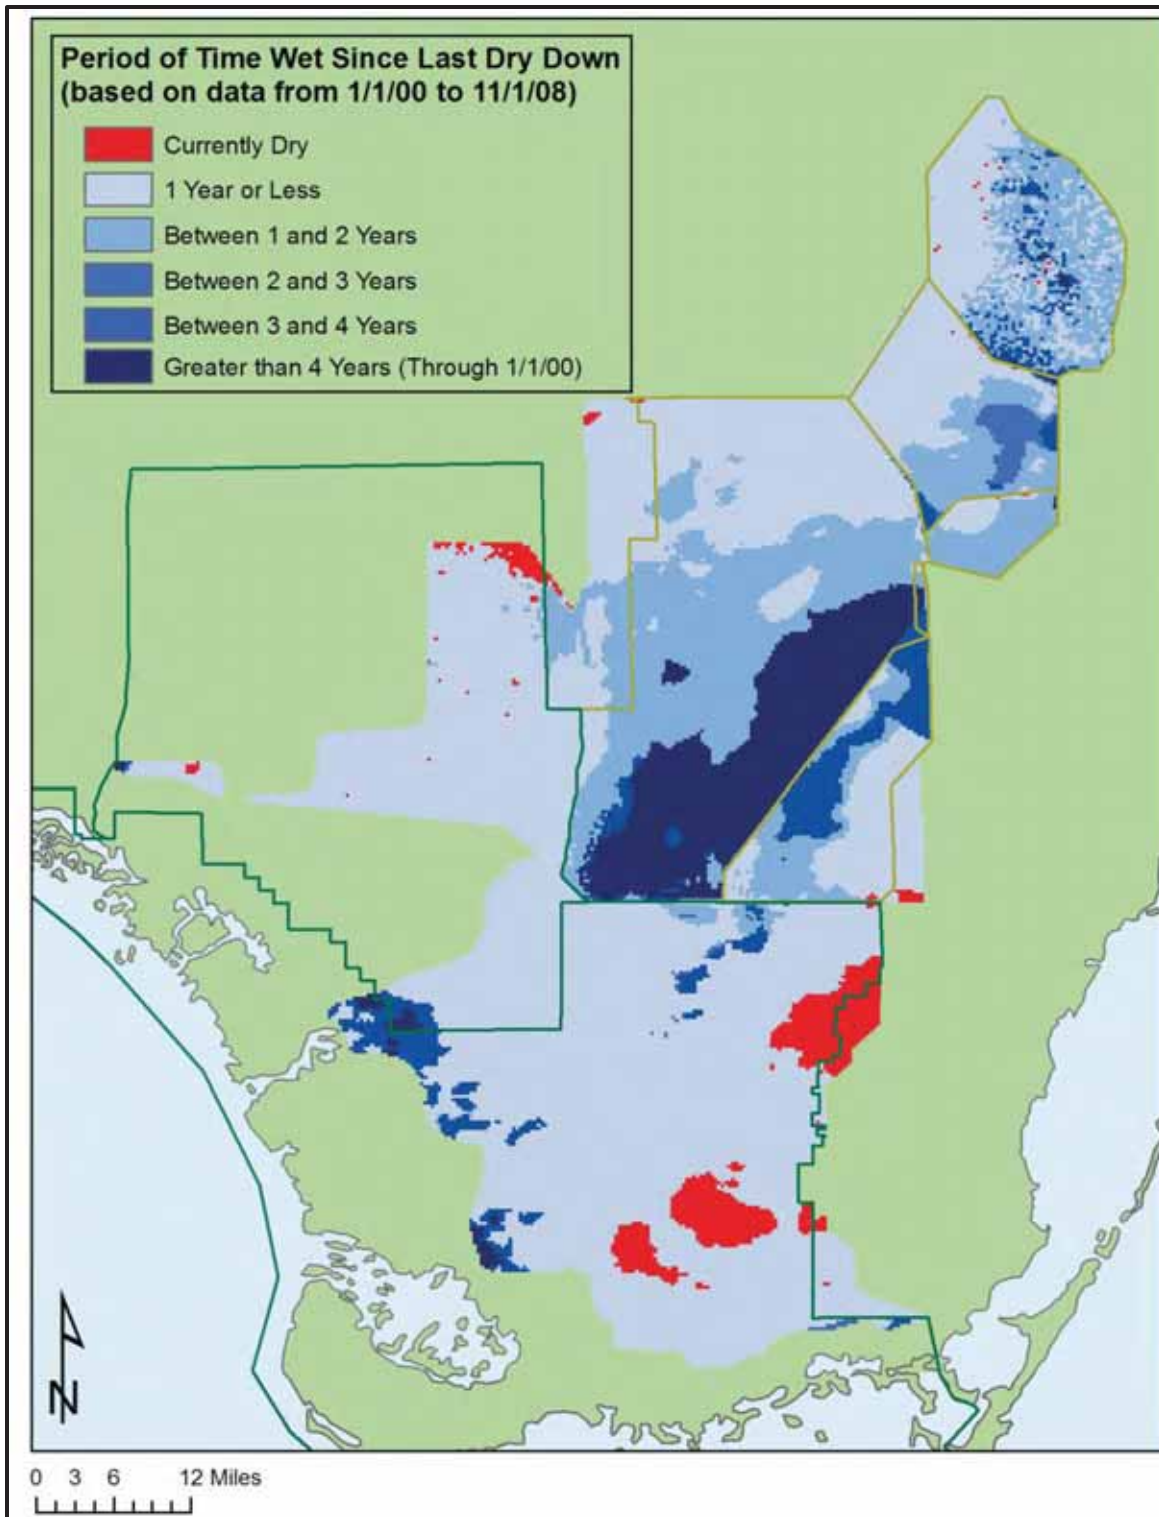 Period of Time Wet Since Last Dry Down
(based on data from 1/1/00 to 11/1/08)
Currently Dry
1 Year or Less
Between 1 and 2 Years
Between 2 and 3 Years
Between 3 and 4 Years
Greater than 4 Years (Through 1/1/00)
N
0 3 6 12 Miles